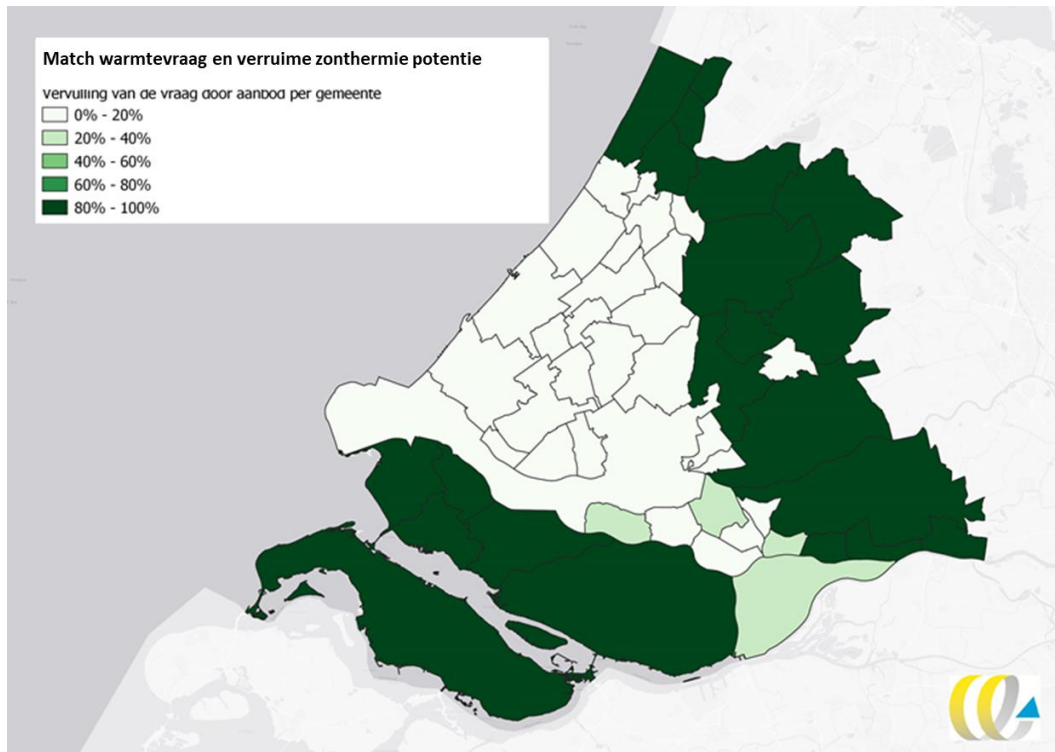 Match warmtevraag en verruime zonthermie potentie
Vervulling van de vraag door aanbod per gemeente
0% - 20%
20% - 40%
40% - 60%
60% - 80%
80% - 100%